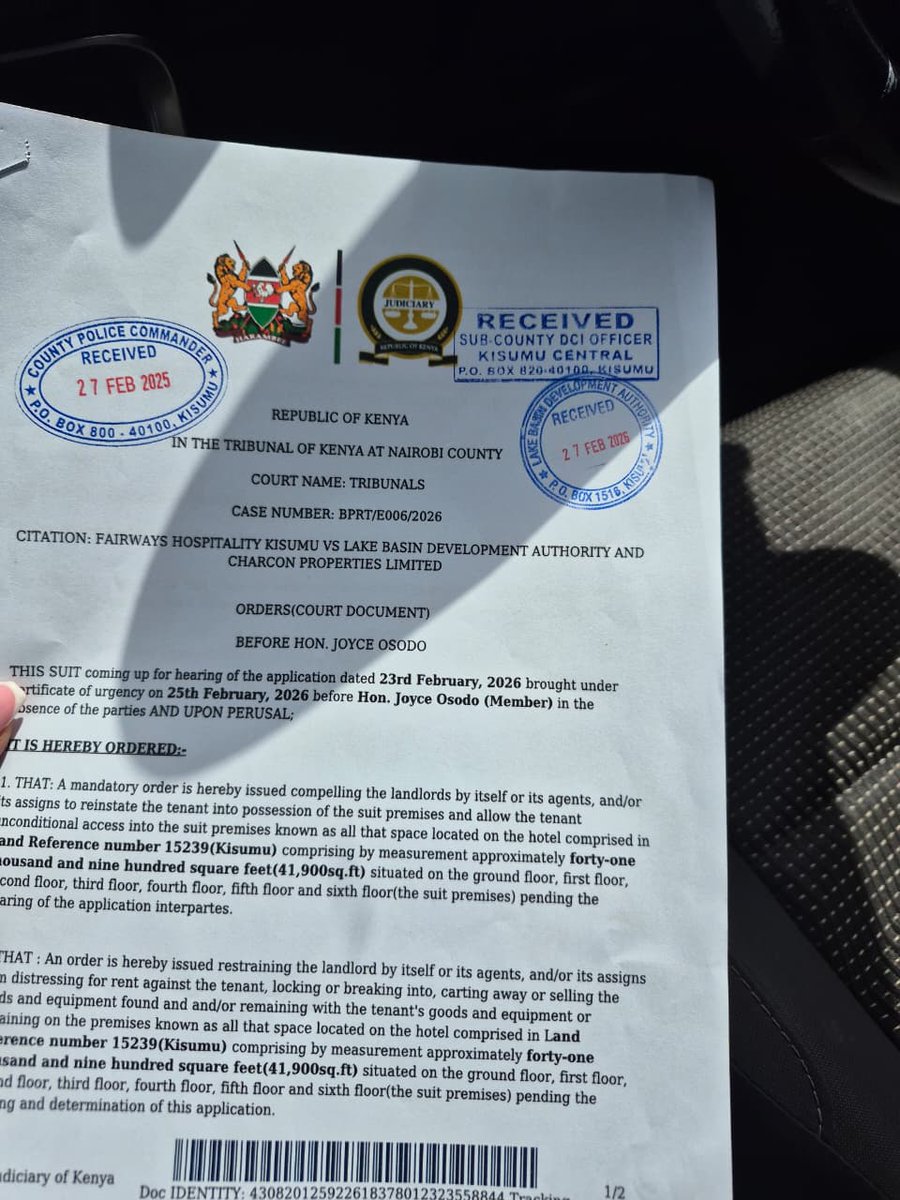 HARAMBEE
JUDICIARY
REPUBLIC OF KENYA
COUNTY POLICE COMMANDER
RECEIVED
27 FEB 2025
P.O. BOX 800 - 40100, KISUMU
RECEIVED
SUB-COUNTY DCI OFFICER
KISUMU CENTRAL
P.O. BOX 820-40100, KISUMU
LAKE BASIN DEVELOPMENT AUTHORITY
RECEIVED
27 FEB 2026
P.O. BOX 1516, KISUMU
REPUBLIC OF KENYA
IN THE TRIBUNAL OF KENYA AT NAIROBI COUNTY
COURT NAME: TRIBUNALS
CASE NUMBER: BPRT/E006/2026
CITATION: FAIRWAYS HOSPITALITY KISUMU VS LAKE BASIN DEVELOPMENT AUTHORITY AND
CHARCON PROPERTIES LIMITED
ORDERS(COURT DOCUMENT)
BEFORE HON. JOYCE OSODO
THIS SUIT coming up for hearing of the application dated 23rd February, 2026 brought under
rtificate of urgency on 25th February, 2026 before Hon. Joyce Osodo (Member) in the
bsence of the parties AND UPON PERUSAL;
IT IS HEREBY ORDERED:-
1. THAT: A mandatory order is hereby issued compelling the landlords by itself or its agents, and/or
its assigns to reinstate the tenant into possession of the suit premises and allow the tenant
nconditional access into the suit premises known as all that space located on the hotel comprised in
and Reference number 15239(Kisumu) comprising by measurement approximately forty-one
housand and nine hundred square feet(41,900sq.ft) situated on the ground floor, first floor,
cond floor, third floor, fourth floor, fifth floor and sixth floor(the suit premises) pending the
aring of the application interpartes.
THAT : An order is hereby issued restraining the landlord by itself or its agents, and/or its assigns
m distressing for rent against the tenant, locking or breaking into, carting away or selling the
ds and equipment found and and/or remaining with the tenant's goods and equipment or
aining on the premises known as all that space located on the hotel comprised in Land
erence number 15239(Kisumu) comprising by measurement approximately forty-one
sand and nine hundred square feet(41,900sq.ft) situated on the ground floor, first floor,
nd floor, third floor, fourth floor, fifth floor and sixth floor(the suit premises) pending the
ng and determination of this application.
udiciary of Kenya
Doc IDENTITY: 430820125922618378012323558844 Tracking
1/2